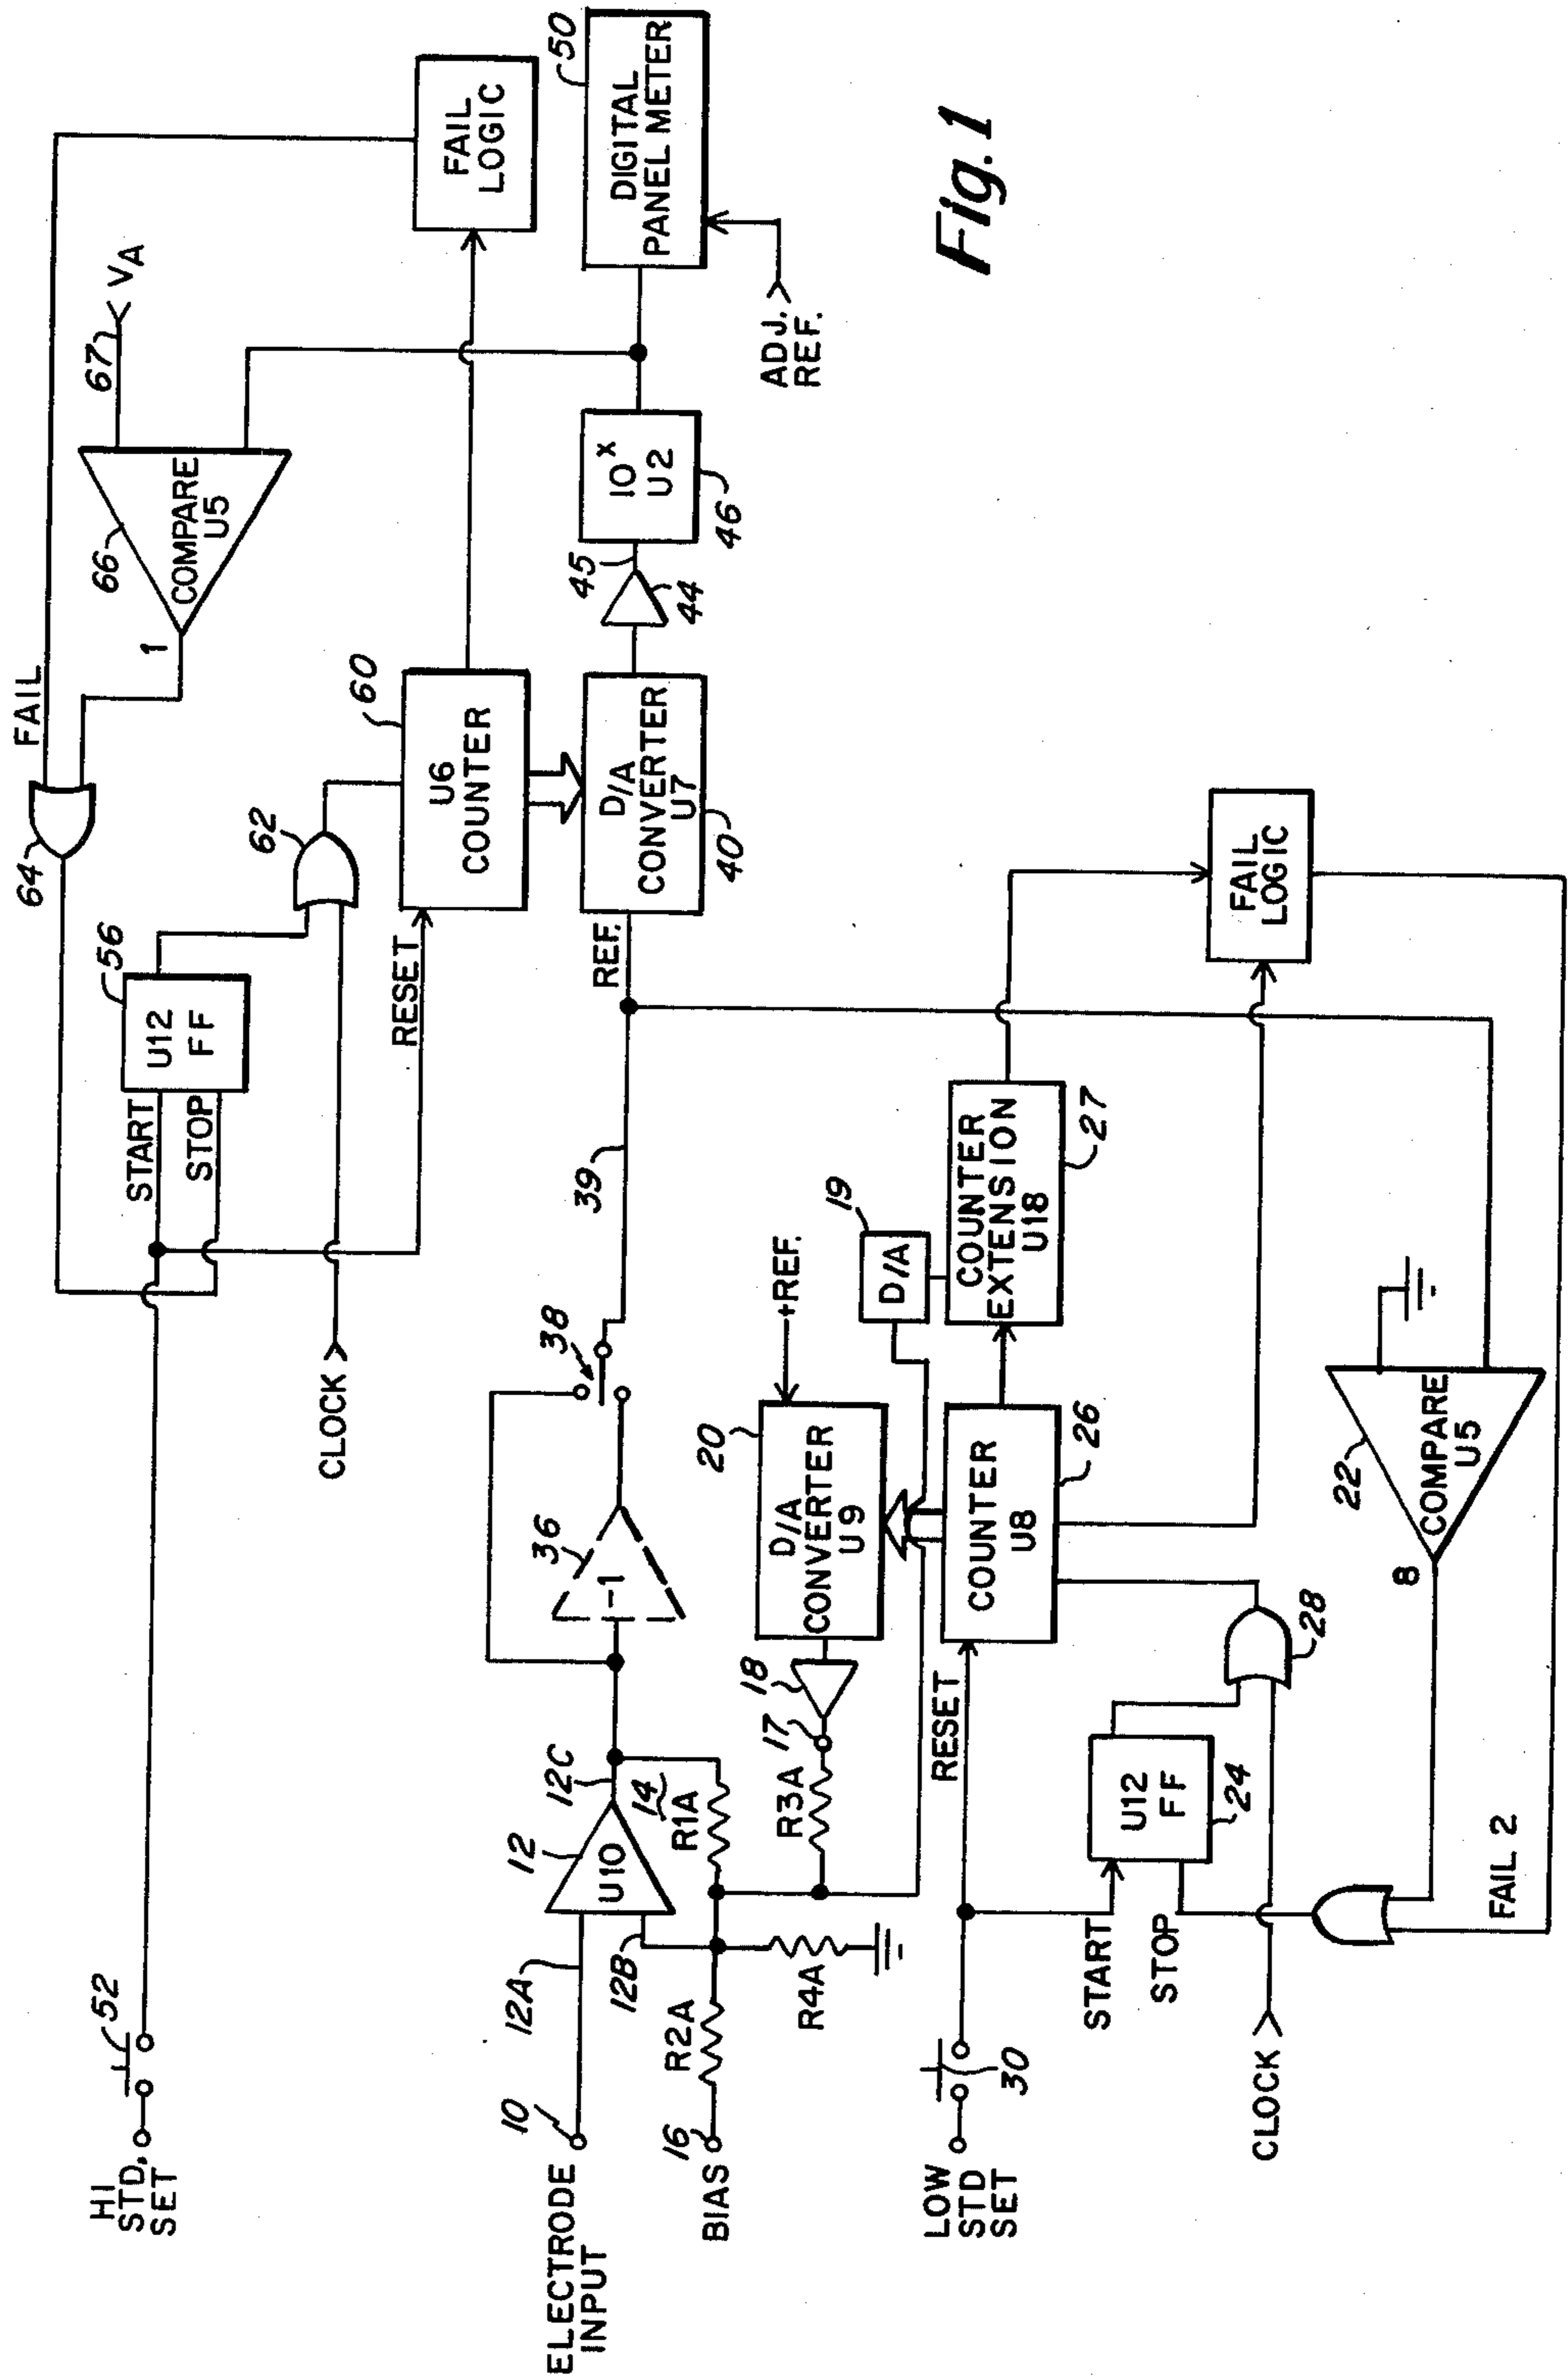 HI
STD.
SET
52
START
STOP
U12
FF
56
64
FAIL
1
66
COMPARE
U5
67
VA
CLOCK
62
RESET
60
U6
COUNTER
FAIL
LOGIC
ELECTRODE
INPUT
10
12A
12B
12
U10
12C
14
R1A
BIAS
16
R2A
R4A
36
-1
38
39
REF.
D/A
CONVERTER
U7
40
44
45
10X
U2
46
50
DIGITAL
PANEL METER
ADJ.
REF.
R3A
17
18
20
D/A
CONVERTER
U9
+REF.
19
D/A
LOW
STD
SET
30
RESET
COUNTER
U8
26
COUNTER
EXTENSION
U18
27
FAIL
LOGIC
START
STOP
U12
FF
24
28
CLOCK
8
22
COMPARE
U5
FAIL 2
Fig. 1